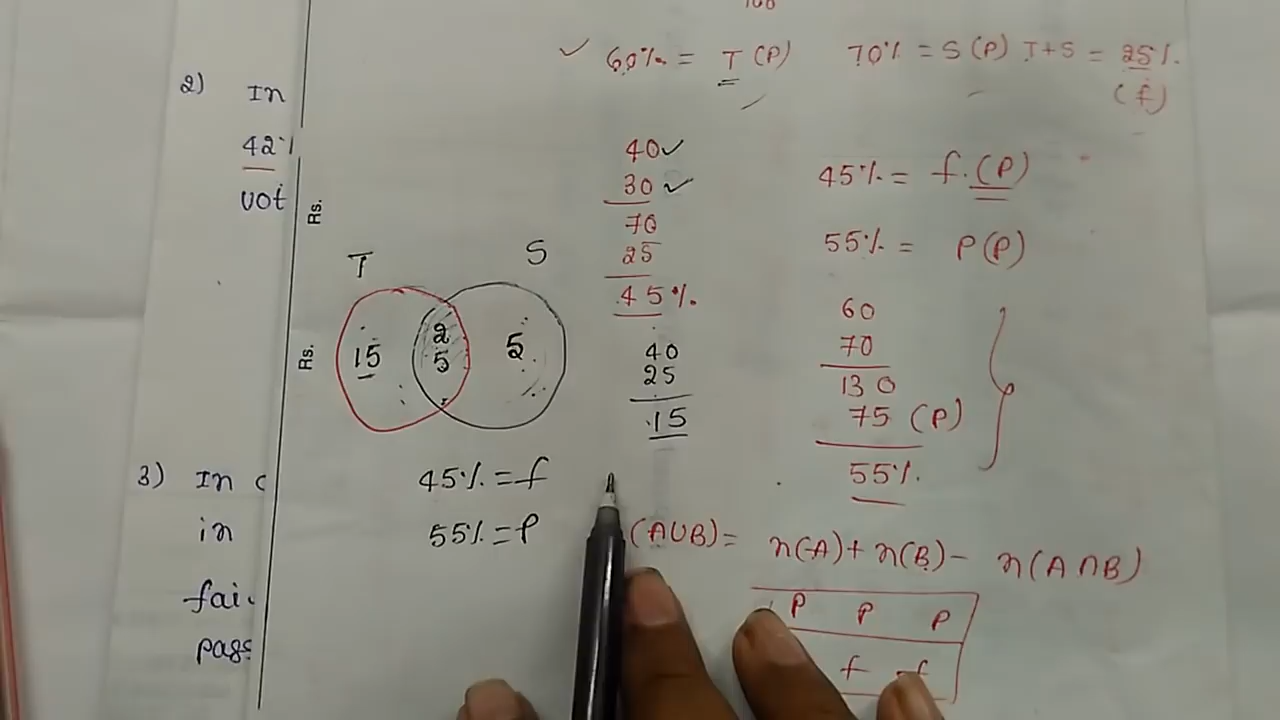 60% = T (P) 70% = S (P) T+S = 25%
(f)
2) In
42%
vot
Rs.
40
30
70
25
45%
45% = f.(P)
55% = P(P)
T S
15 25 5
Rs.
40
25
15
60
70
130
75 (P)
55%
3) In
in
fai
pass
45% = f
55% = P
(A∪B) = n(A) + n(B) - n(A∩B)
P P P
f f